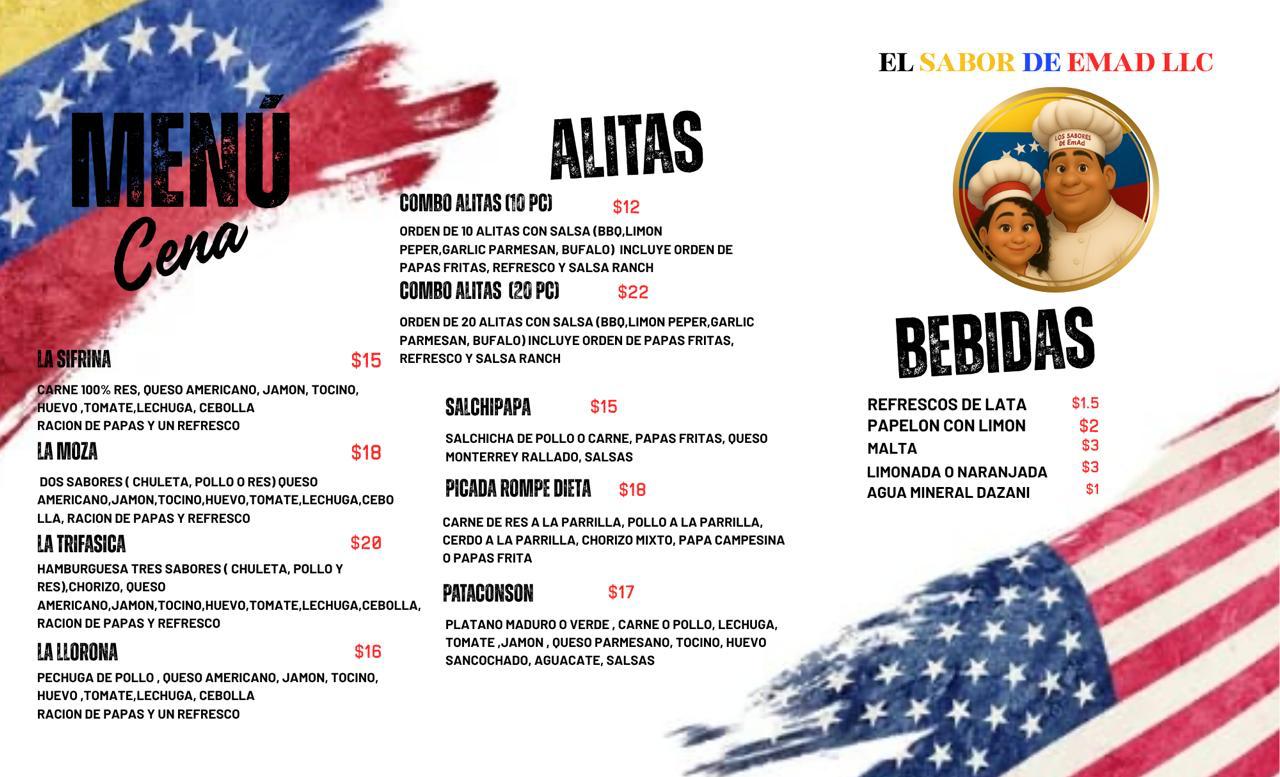 MENÚ
Cena
LA SIFRINA $15
CARNE 100% RES, QUESO AMERICANO, JAMON, TOCINO,
HUEVO ,TOMATE,LECHUGA, CEBOLLA
RACION DE PAPAS Y UN REFRESCO
LA MOZA $18
DOS SABORES ( CHULETA, POLLO O RES) QUESO
AMERICANO,JAMON,TOCINO,HUEVO,TOMATE,LECHUGA,CEBO
LLA, RACION DE PAPAS Y REFRESCO
LA TRIFASICA $20
HAMBURGUESA TRES SABORES ( CHULETA, POLLO Y
RES),CHORIZO, QUESO
AMERICANO,JAMON,TOCINO,HUEVO,TOMATE,LECHUGA,CEBOLLA,
RACION DE PAPAS Y REFRESCO
LA LLORONA $16
PECHUGA DE POLLO , QUESO AMERICANO, JAMON, TOCINO,
HUEVO ,TOMATE,LECHUGA, CEBOLLA
RACION DE PAPAS Y UN REFRESCO
ALITAS
COMBO ALITAS (10 PC) $12
ORDEN DE 10 ALITAS CON SALSA (BBQ,LIMON
PEPER,GARLIC PARMESAN, BUFALO) INCLUYE ORDEN DE
PAPAS FRITAS, REFRESCO Y SALSA RANCH
COMBO ALITAS (20 PC) $22
ORDEN DE 20 ALITAS CON SALSA (BBQ,LIMON PEPER,GARLIC
PARMESAN, BUFALO) INCLUYE ORDEN DE PAPAS FRITAS,
REFRESCO Y SALSA RANCH
SALCHIPAPA $15
SALCHICHA DE POLLO O CARNE, PAPAS FRITAS, QUESO
MONTERREY RALLADO, SALSAS
PICADA ROMPE DIETA $18
CARNE DE RES A LA PARRILLA, POLLO A LA PARRILLA,
CERDO A LA PARRILLA, CHORIZO MIXTO, PAPA CAMPESINA
O PAPAS FRITA
PATACONSON $17
PLATANO MADURO O VERDE , CARNE O POLLO, LECHUGA,
TOMATE ,JAMON , QUESO PARMESANO, TOCINO, HUEVO
SANCOCHADO, AGUACATE, SALSAS
EL SABOR DE EMAD LLC
LOS SABORES
DE EmAd
BEBIDAS
REFRESCOS DE LATA $1.5
PAPELON CON LIMON $2
MALTA $3
LIMONADA O NARANJADA $3
AGUA MINERAL DAZANI $1